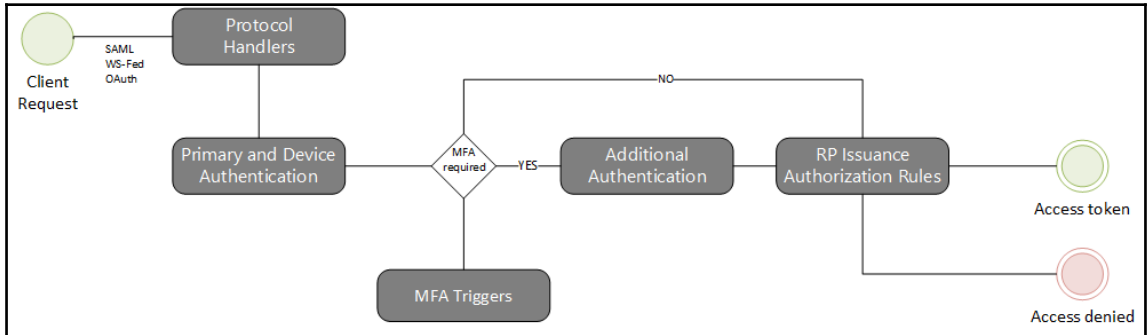 Protocol
Handlers
SAML
WS-Fed
OAuth
Client
Request
NO
Primary and Device
Authentication
MFA
required
YES
Additional
Authentication
RP Issuance
Authorization Rules
Access token
MFA Triggers
Access denied